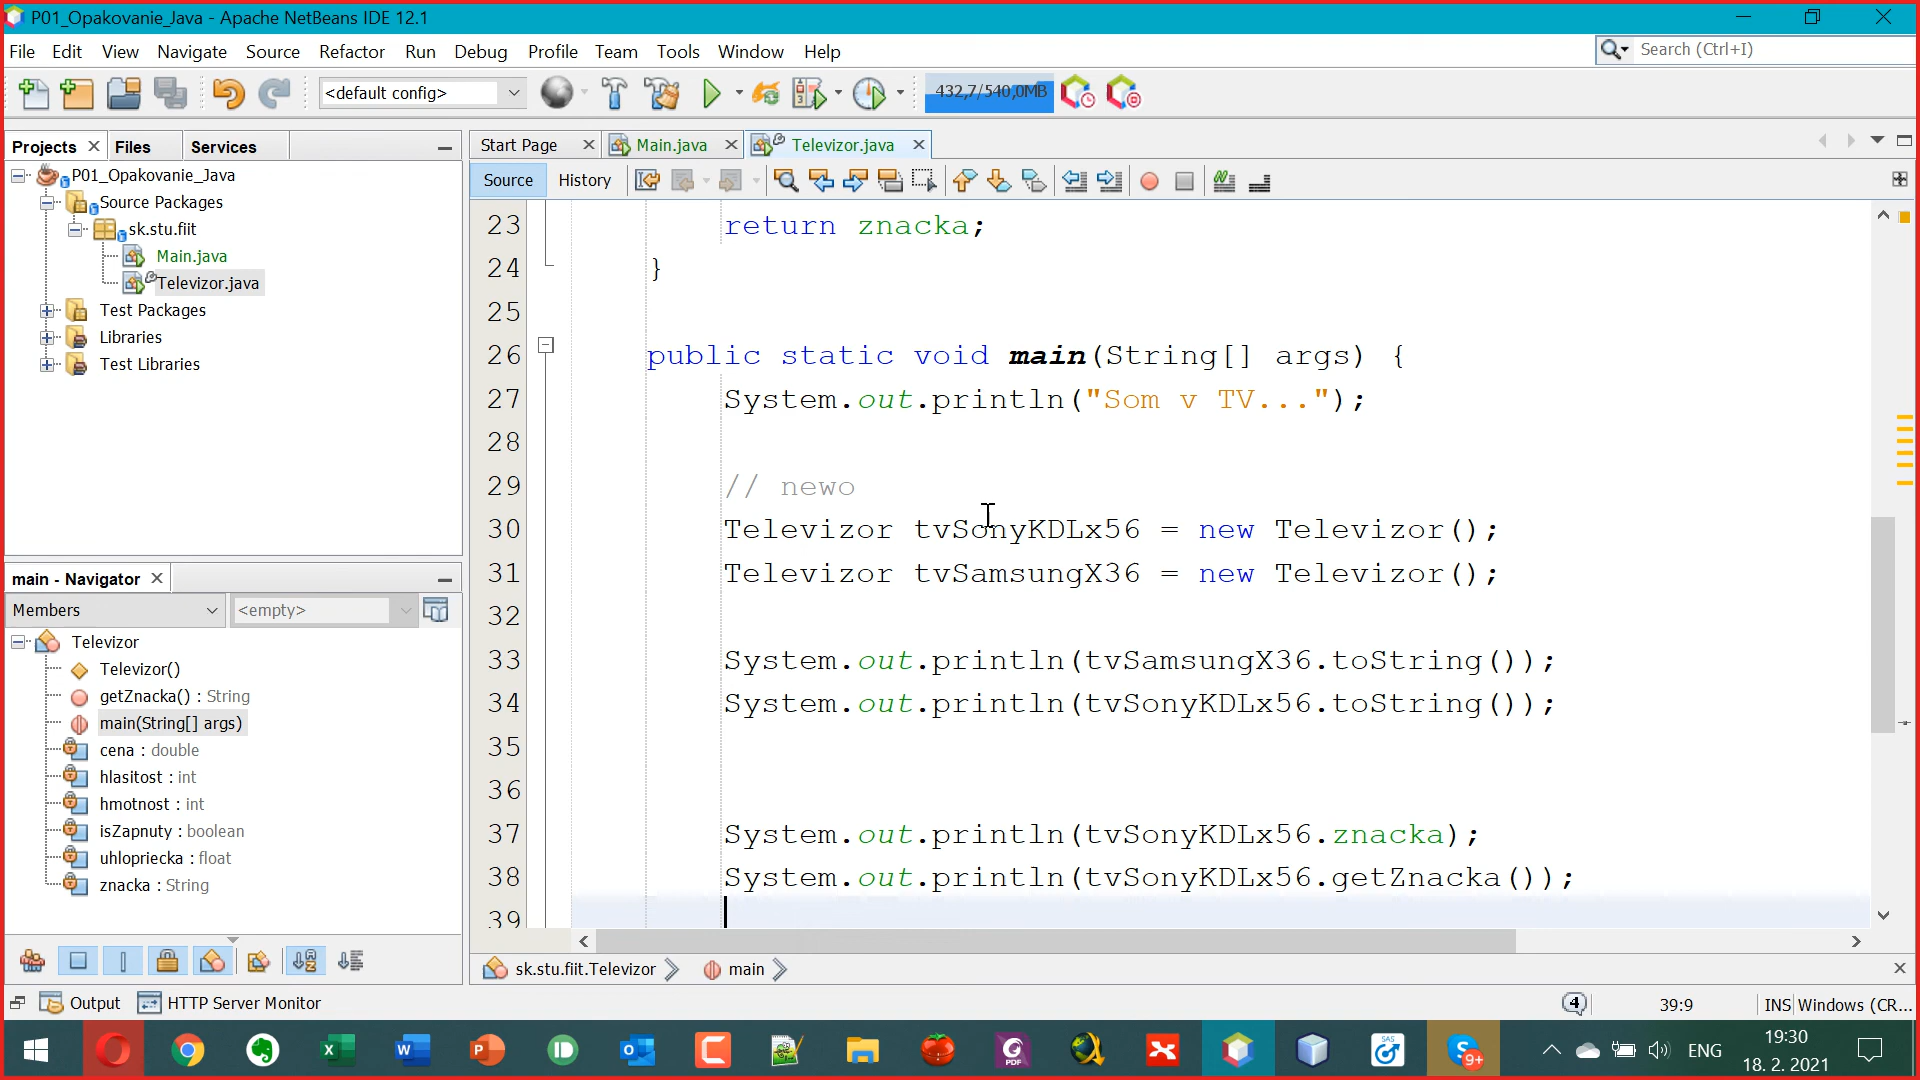 P01_Opakovanie_Java - Apache NetBeans IDE 12.1
File Edit View Navigate Source Refactor Run Debug Profile Team Tools Window Help
Search (Ctrl+I)
<default config>
432,7/540,0MB
Projects Files Services
Start Page Main.java Televizor.java
P01_Opakovanie_Java
Source Packages
sk.stu.fiit
Main.java
Televizor.java
Test Packages
Libraries
Test Libraries
Source History
23 return znacka;
24 }
25
26 public static void main(String[] args) {
27 System.out.println("Som v TV...");
28
29 // newo
30 Televizor tvSonyKDLx56 = new Televizor();
31 Televizor tvSamsungX36 = new Televizor();
32
33 System.out.println(tvSamsungX36.toString());
34 System.out.println(tvSonyKDLx56.toString());
35
36
37 System.out.println(tvSonyKDLx56.znacka);
38 System.out.println(tvSonyKDLx56.getZnacka());
39
main - Navigator
Members <empty>
Televizor
Televizor()
getZnacka() : String
main(String[] args)
cena : double
hlasitost : int
hmotnost : int
isZapnuty : boolean
uhlopriecka : float
znacka : String
sk.stu.fiit.Televizor main
Output HTTP Server Monitor
4 39:9 INS Windows (CR...
ENG
19:30
18. 2. 2021
9+
PDF
SAS